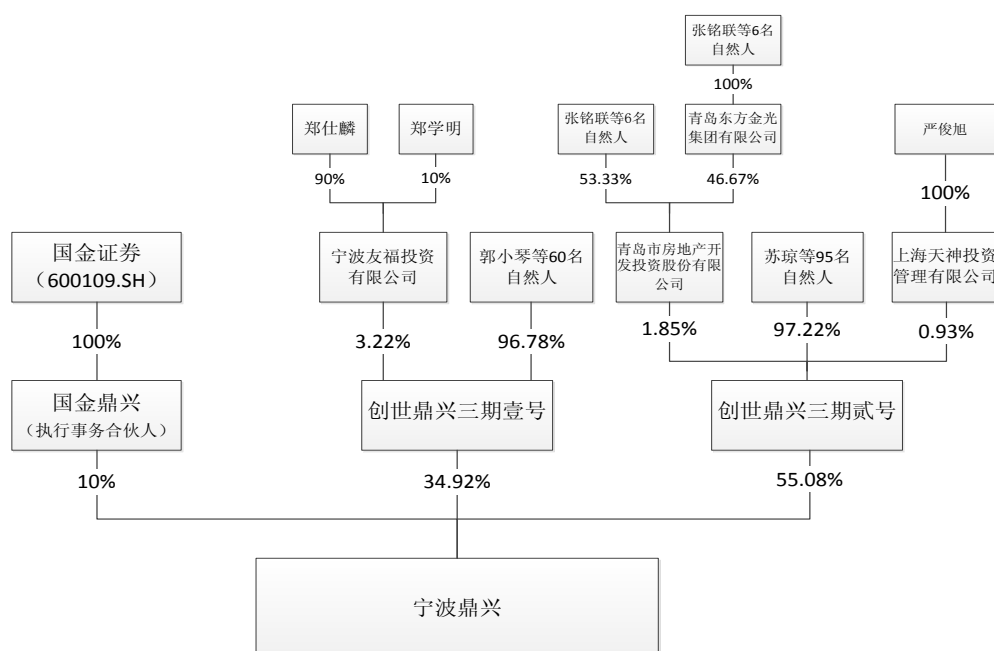 张铭联等6名
自然人
100%
郑仕麟
郑学明
张铭联等6名
自然人
青岛东方金光
集团有限公司
严俊旭
90%
10%
53.33%
46.67%
100%
国金证券
（600109.SH）
宁波友福投资
有限公司
郭小琴等60名
自然人
青岛市房地产开
发投资股份有限
公司
苏琼等95名
自然人
上海天神投资
管理有限公司
100%
3.22%
96.78%
1.85%
97.22%
0.93%
国金鼎兴
（执行事务合伙人）
创世鼎兴三期壹号
创世鼎兴三期贰号
10%
34.92%
55.08%
宁波鼎兴